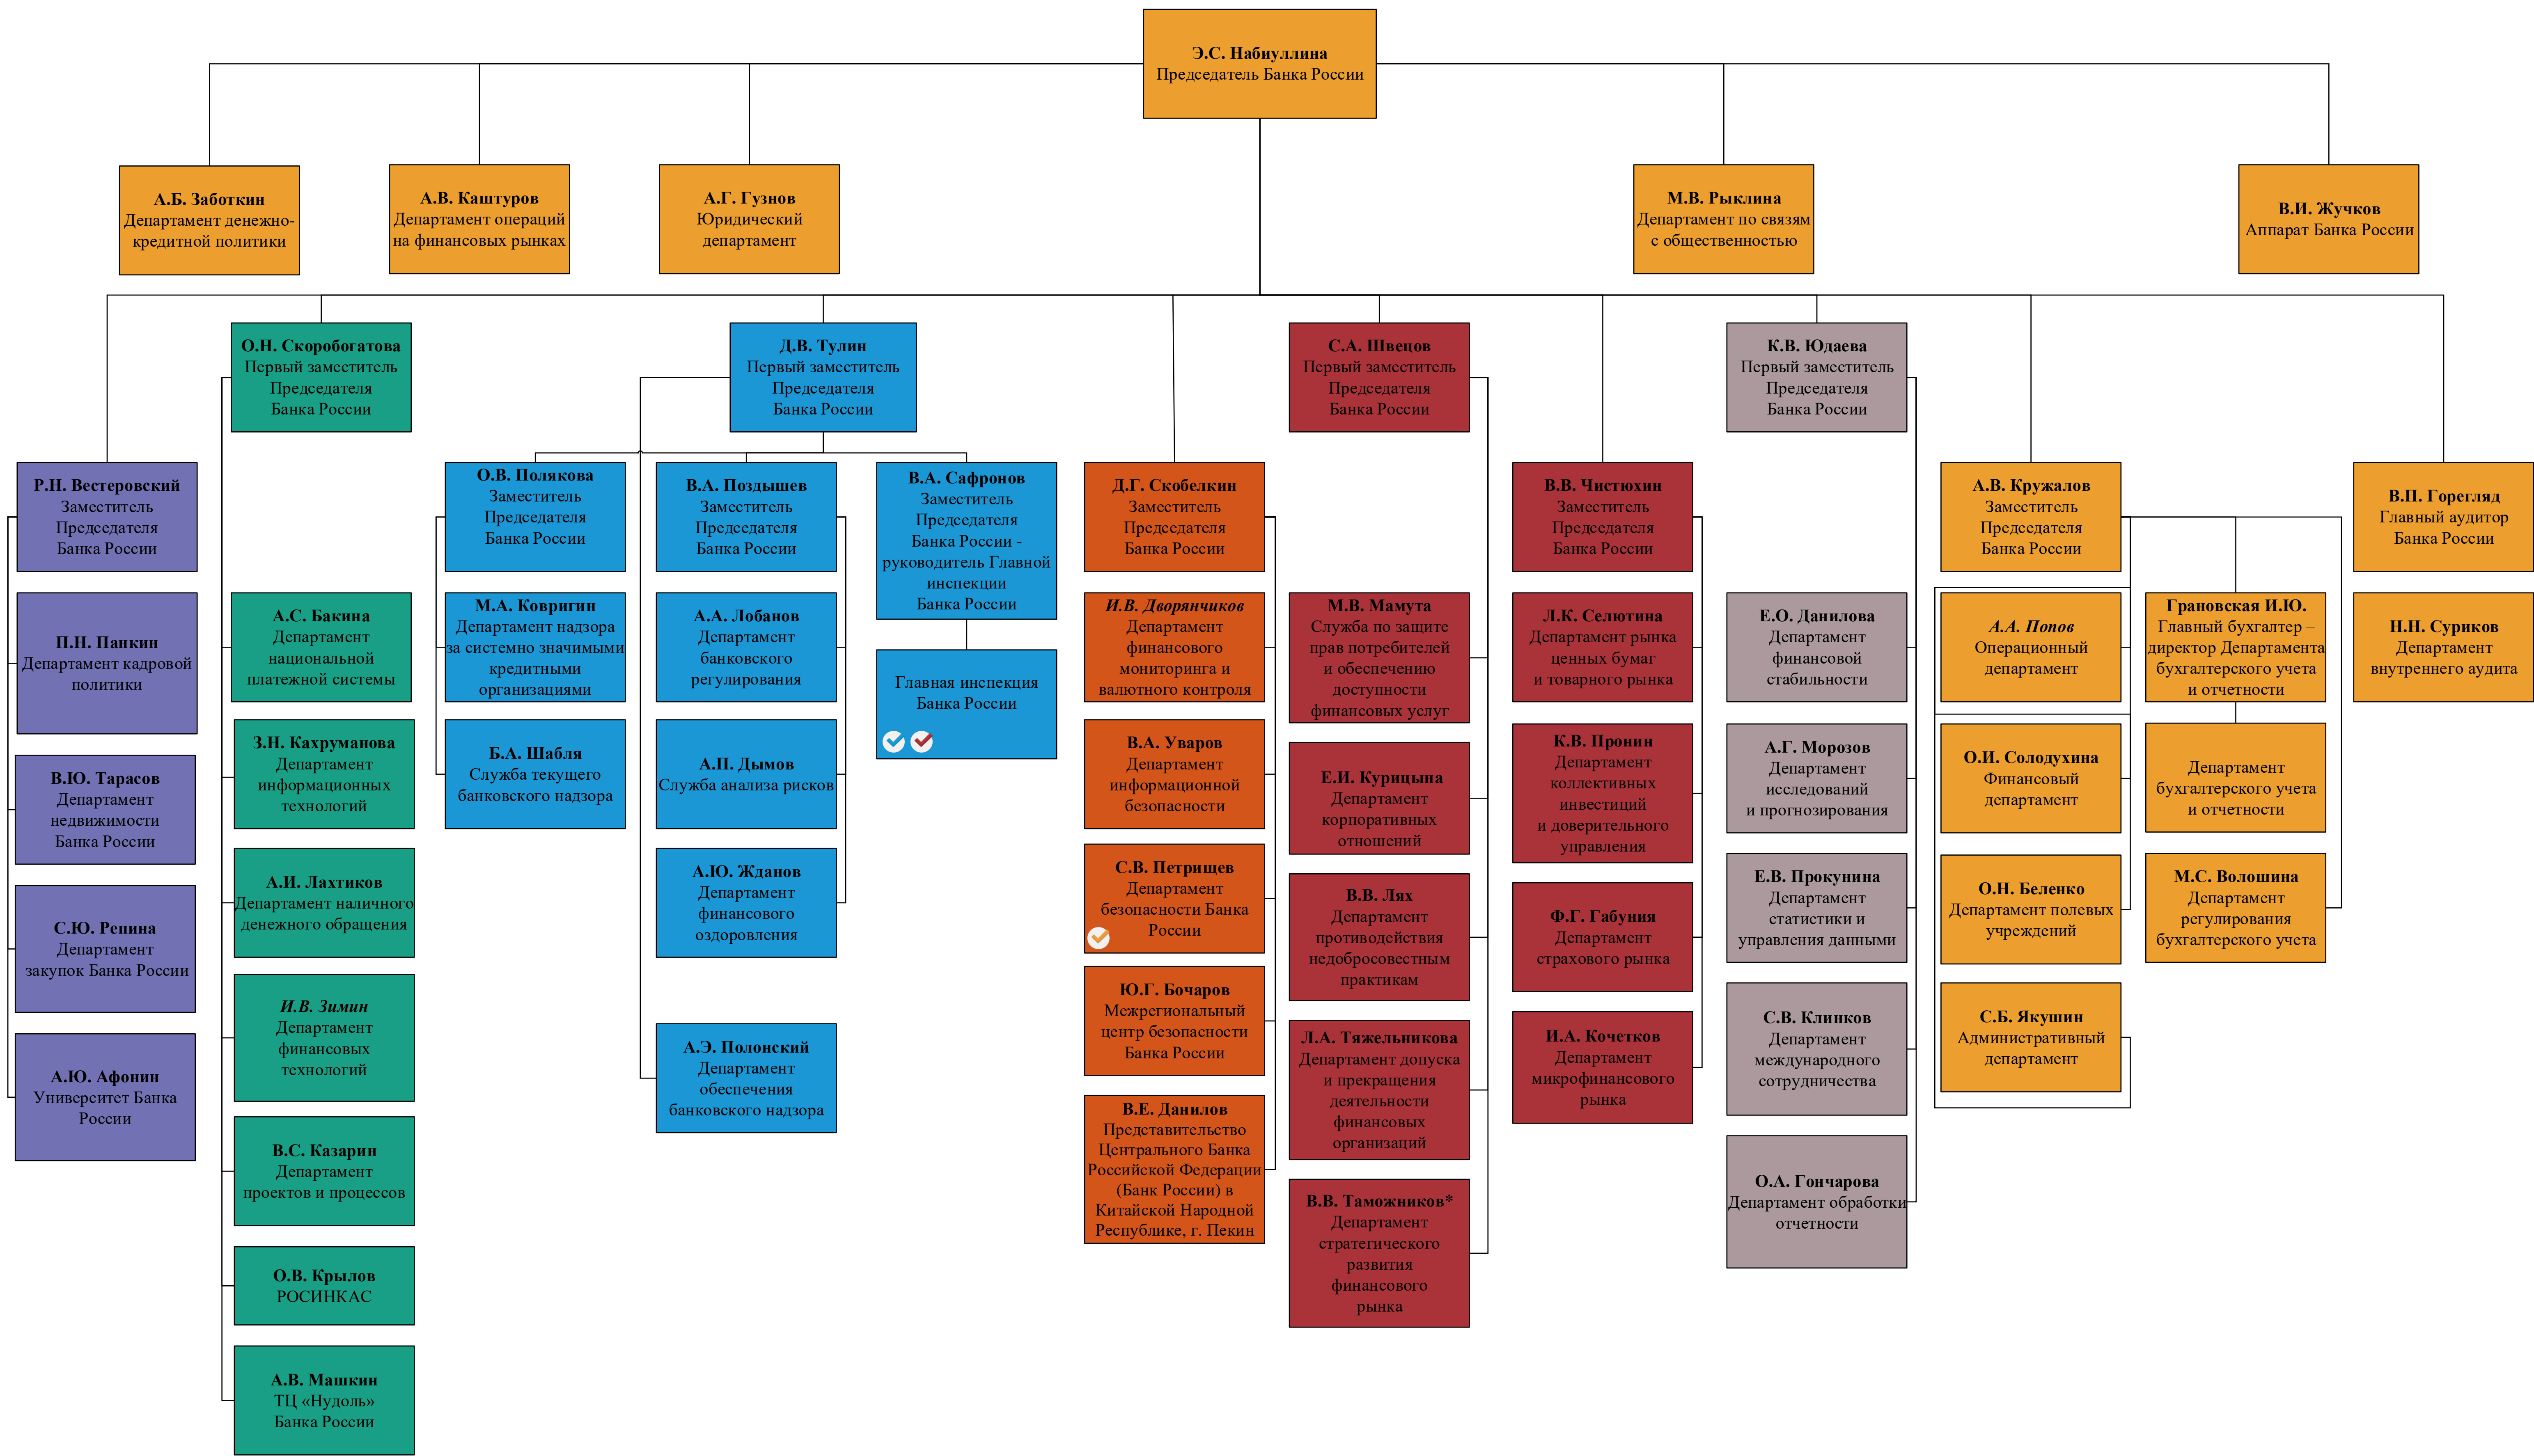 Э.С. Набиуллина
Председатель Банка России
А.Б. Заботкин
Департамент денежно-
кредитной политики
А.В. Каштуров
Департамент операций
на финансовых рынках
А.Г. Гузнов
Юридический
департамент
М.В. Рыклина
Департамент по связям
с общественностью
В.И. Жучков
Аппарат Банка России
О.Н. Скоробогатова
Первый заместитель
Председателя
Банка России
Д.В. Тулин
Первый заместитель
Председателя
Банка России
С.А. Швецов
Первый заместитель
Председателя
Банка России
К.В. Юдаева
Первый заместитель
Председателя
Банка России
Р.Н. Вестеровский
Заместитель
Председателя
Банка России
П.Н. Панкин
Департамент кадровой
политики
В.Ю. Тарасов
Департамент
недвижимости
Банка России
С.Ю. Репина
Департамент
закупок Банка России
А.Ю. Афонин
Университет Банка
России
А.С. Бакина
Департамент
национальной
платежной системы
З.Н. Кахруманова
Департамент
информационных
технологий
А.И. Лахтиков
Департамент наличного
денежного обращения
И.В. Зимин
Департамент
финансовых
технологий
В.С. Казарин
Департамент
проектов и процессов
О.В. Крылов
РОСИНКАС
А.В. Машкин
ТЦ «Нудоль»
Банка России
О.В. Полякова
Заместитель
Председателя
Банка России
М.А. Ковригин
Департамент надзора
за системно значимыми
кредитными
организациями
Б.А. Шабля
Служба текущего
банковского надзора
В.А. Поздышев
Заместитель
Председателя
Банка России
А.А. Лобанов
Департамент
банковского
регулирования
А.П. Дымов
Служба анализа рисков
А.Ю. Жданов
Департамент
финансового
оздоровления
А.Э. Полонский
Департамент
обеспечения
банковского надзора
В.А. Сафронов
Заместитель
Председателя
Банка России -
руководитель Главной
инспекции
Банка России
Главная инспекция
Банка России
Д.Г. Скобелкин
Заместитель
Председателя
Банка России
И.В. Дворянчиков
Департамент
финансового
мониторинга и
валютного контроля
В.А. Уваров
Департамент
информационной
безопасности
С.В. Петрищев
Департамент
безопасности Банка
России
Ю.Г. Бочаров
Межрегиональный
центр безопасности
Банка России
В.Е. Данилов
Представительство
Центрального Банка
Российской Федерации
(Банк России) в
Китайской Народной
Республике, г. Пекин
М.В. Мамута
Служба по защите
прав потребителей
и обеспечению
доступности
финансовых услуг
Е.И. Курицына
Департамент
корпоративных
отношений
В.В. Лях
Департамент
противодействия
недобросовестным
практикам
Л.А. Тяжельникова
Департамент допуска
и прекращения
деятельности
финансовых
организаций
В.В. Таможников*
Департамент
стратегического
развития
финансового
рынка
В.В. Чистюхин
Заместитель
Председателя
Банка России
Л.К. Селютина
Департамент рынка
ценных бумаг
и товарного рынка
К.В. Пронин
Департамент
коллективных
инвестиций
и доверительного
управления
Ф.Г. Габуния
Департамент
страхового рынка
И.А. Кочетков
Департамент
микрофинансового
рынка
Е.О. Данилова
Департамент
финансовой
стабильности
А.Г. Морозов
Департамент
исследований
и прогнозирования
Е.В. Прокунина
Департамент
статистики и
управления данными
С.В. Клинков
Департамент
международного
сотрудничества
О.А. Гончарова
Департамент обработки
отчетности
А.В. Кружалов
Заместитель
Председателя
Банка России
А.А. Попов
Операционный
департамент
О.И. Солодухина
Финансовый
департамент
О.Н. Беленко
Департамент полевых
учреждений
С.Б. Якушин
Административный
департамент
Грановская И.Ю.
Главный бухгалтер –
директор Департамента
бухгалтерского учета
и отчетности
Департамент
бухгалтерского учета
и отчетности
М.С. Волошина
Департамент
регулирования
бухгалтерского учета
В.П. Горегляд
Главный аудитор
Банка России
Н.Н. Суриков
Департамент
внутреннего аудита